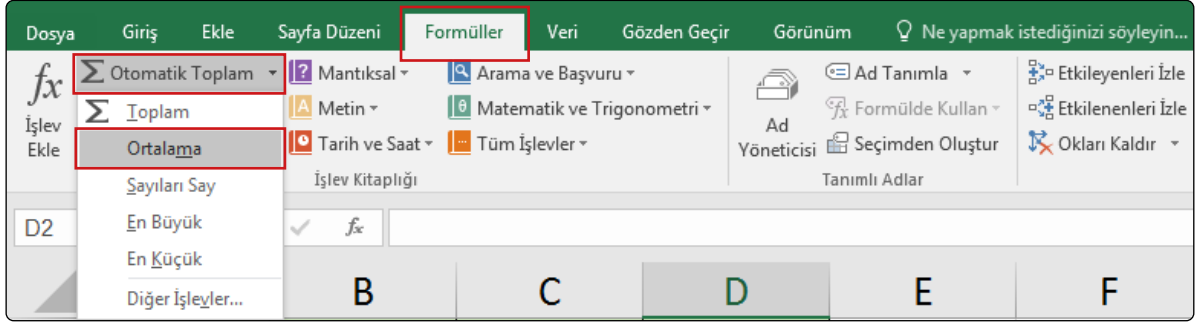 Dosya Giriş Ekle Sayfa Düzeni Formüller Veri Gözden Geçir Görünüm Ne yapmak istediğinizi söyleyin...
fx İşlev Ekle
Σ Otomatik Toplam
Σ Toplam
Ortalama
Sayıları Say
En Büyük
En Küçük
Diğer İşlevler...
Mantıksal
Metin
Tarih ve Saat
Arama ve Başvuru
Matematik ve Trigonometri
Tüm İşlevler
İşlev Kitaplığı
Ad Yöneticisi
Ad Tanımla
Formülde Kullan
Seçimden Oluştur
Tanımlı Adlar
Etkileyenleri İzle
Etkilenenleri İzle
Okları Kaldır
D2 fx
B C D E F